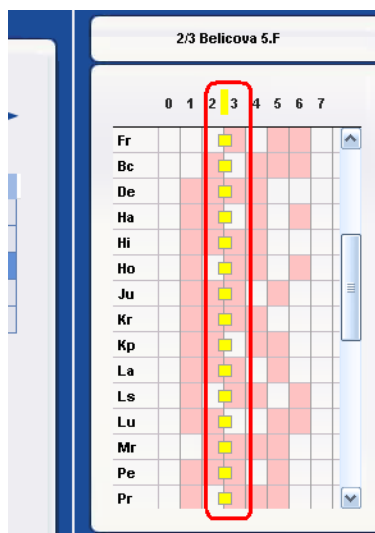 2/3 Belicova 5.F
0 1 2 3 4 5 6 7
Fr
Bc
De
Ha
Hi
Ho
Ju
Kr
Kp
La
Ls
Lu
Mr
Pe
Pr